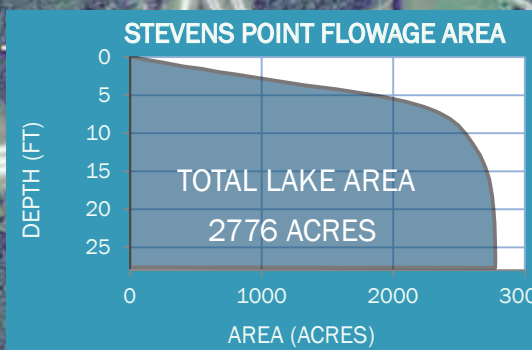 STEVENS POINT FLOWAGE AREA
0
5
10
15
20
25
DEPTH (FT)
TOTAL LAKE AREA
2776 ACRES
0 1000 2000 300
AREA (ACRES)